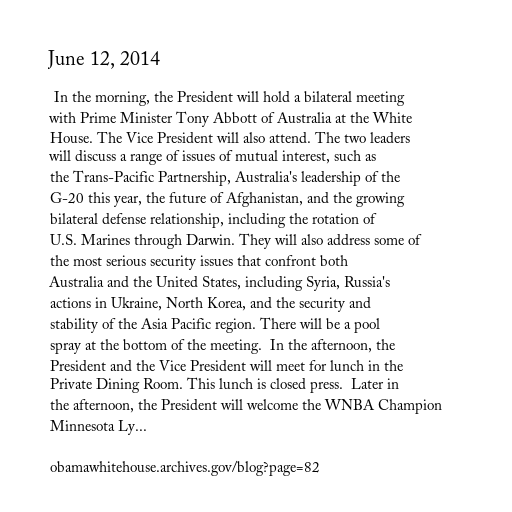 June 12, 2014
In the morning, the President will hold a bilateral meeting
with Prime Minister Tony Abbott of Australia at the White
House. The Vice President will also attend. The two leaders
will discuss a range of issues of mutual interest, such as
the Trans-Pacific Partnership, Australia's leadership of the
G-20 this year, the future of Afghanistan, and the growing
bilateral defense relationship, including the rotation of
U.S. Marines through Darwin. They will also address some of
the most serious security issues that confront both
Australia and the United States, including Syria, Russia's
actions in Ukraine, North Korea, and the security and
stability of the Asia Pacific region. There will be a pool
spray at the bottom of the meeting.  In the afternoon, the
President and the Vice President will meet for lunch in the
Private Dining Room. This lunch is closed press.  Later in
the afternoon, the President will welcome the WNBA Champion
Minnesota Ly...
obamawhitehouse.archives.gov/blog?page=82